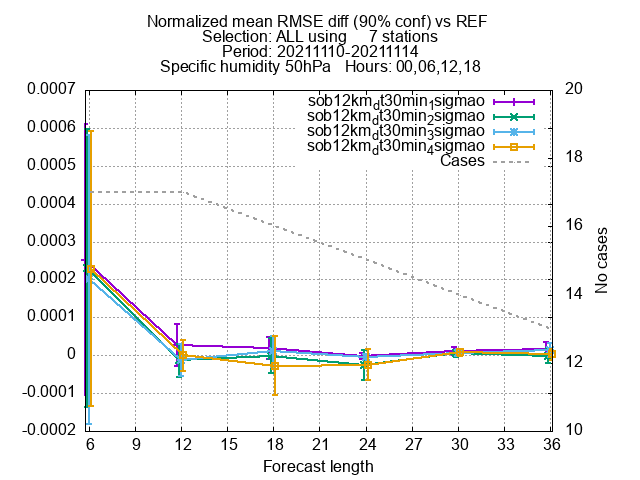 Normalized mean RMSE diff (90% conf) vs REF
Selection: ALL using 7 stations
Period: 20211110-20211114
Specific humidity 50hPa Hours: 00,06,12,18
sob12km_dt30min_1sigmao
sob12km_dt30min_2sigmao
sob12km_dt30min_3sigmao
sob12km_dt30min_4sigmao
Cases
0.0007
0.0006
0.0005
0.0004
0.0003
0.0002
0.0001
0
-0.0001
-0.0002
20
18
16
14
12
10
No cases
6 9 12 15 18 21 24 27 30 33 36
Forecast length